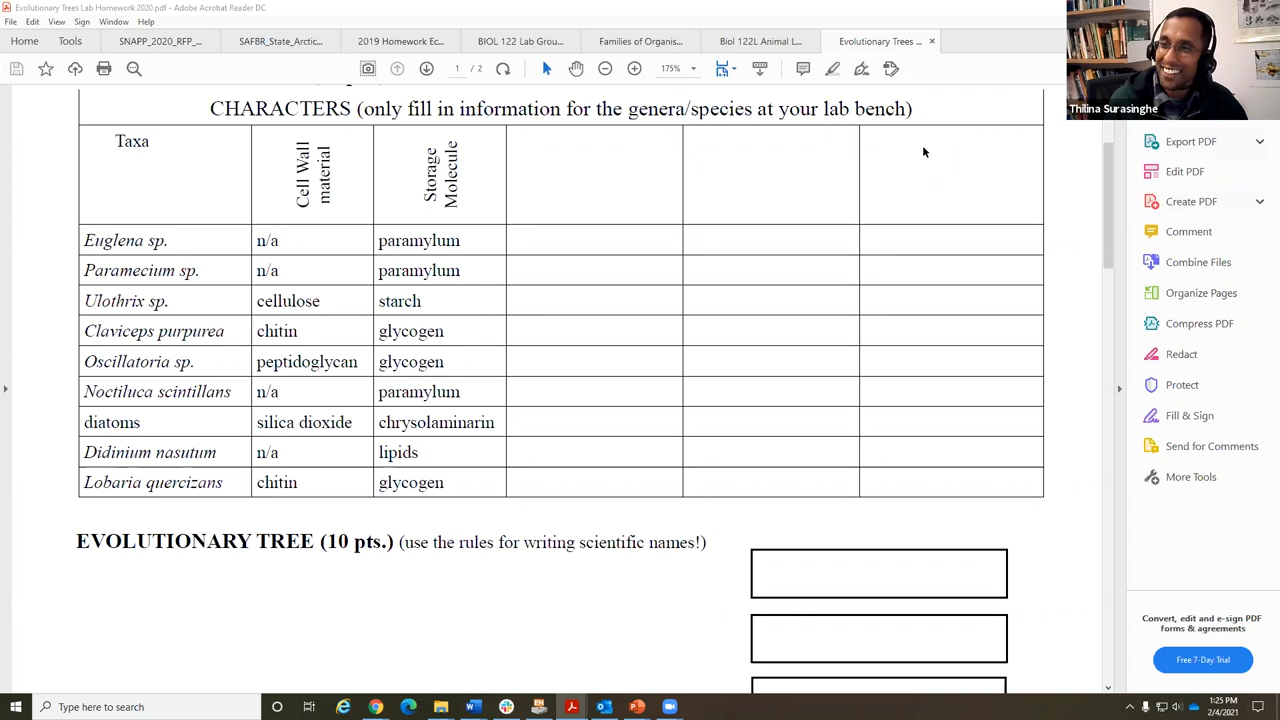 Evolutionary Trees Lab Homework 2020.pdf - Adobe Acrobat Reader DC
File Edit View Sign Window Help
Home Tools SNAPP_2020_RFP_... SAFBR_State_Arctic... 2019 Homework ... OL 122 Lab Grou... Families of Organis... Biol 122L Animal L... Evolutionary Trees ... ×
/ 2 175%
Thilina Surasinghe
CHARACTERS (only fill in information for the genera/species at your lab bench)
Taxa Cell Wall material Storage Molecule
Euglena sp. n/a paramylum
Paramecium sp. n/a paramylum
Ulothrix sp. cellulose starch
Claviceps purpurea chitin glycogen
Oscillatoria sp. peptidoglycan glycogen
Noctiluca scintillans n/a paramylum
diatoms silica dioxide chrysolaminarin
Didinium nasutum n/a lipids
Lobaria quercizans chitin glycogen
EVOLUTIONARY TREE (10 pts.) (use the rules for writing scientific names!)
Export PDF
Edit PDF
Create PDF
Comment
Combine Files
Organize Pages
Compress PDF
Redact
Protect
Fill & Sign
Send for Comments
More Tools
Convert, edit and e-sign PDF
forms & agreements
Free 7-Day Trial
Type here to search
1:25 PM
2/4/2021